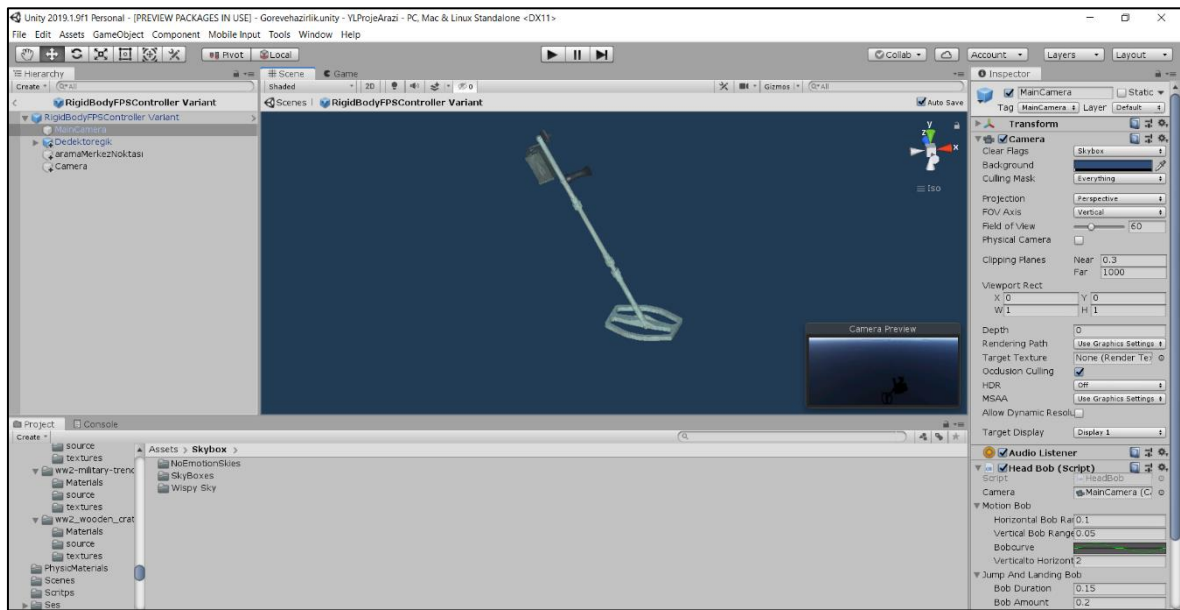 Unity 2019.1.9f1 Personal - [PREVIEW PACKAGES IN USE] - Gorevehazirlik.unity - YLProjeArazi - PC, Mac & Linux Standalone <DX11>
File Edit Assets GameObject Component Mobile Input Tools Window Help
Pivot Local Collab Account Layers Layout
Hierarchy
Create All
RigidBodyFPSController Variant
RigidBodyFPSController Variant
MainCamera
Dedektoregik
aramaMerkezNoktası
Camera
Scene Game
Shaded 2D 0 Gizmos All
Scenes RigidBodyFPSController Variant Auto Save
y
z
x
Iso
Camera Preview
Inspector
MainCamera Static
Tag MainCamera Layer Default
Transform
Camera
Clear Flags Skybox
Background
Culling Mask Everything
Projection Perspective
FOV Axis Vertical
Field of View 60
Physical Camera
Clipping Planes Near 0.3
Far 1000
Viewport Rect
X 0 Y 0
W 1 H 1
Depth 0
Rendering Path Use Graphics Settings
Target Texture None (Render Te
Occlusion Culling
HDR Off
MSAA Use Graphics Settings
Allow Dynamic Resolu
Target Display Display 1
Audio Listener
Head Bob (Script)
Script HeadBob
Camera MainCamera (C
Motion Bob
Horizontal Bob Ra 0.1
Vertical Bob Range 0.05
Bobcurve
Verticalto Horizont 2
Jump And Landing Bob
Bob Duration 0.15
Bob Amount 0.2
Project Console
Create
source
textures
ww2-military-trenc
Materials
source
textures
ww2_wooden_crat
Materials
source
textures
PhysicMaterials
Scenes
Scritps
Ses
Assets > Skybox >
NoEmotionSkies
SkyBoxes
Wispy Sky